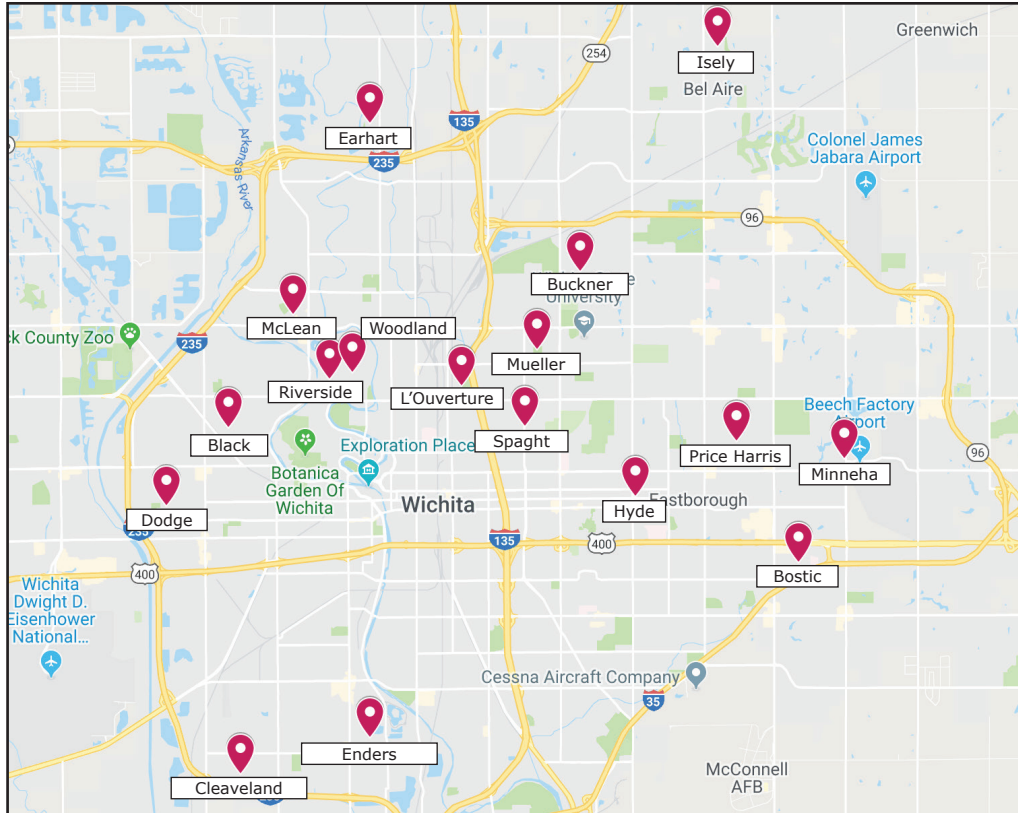 Greenwich
254
Isely
Bel Aire
135
Earhart
235
Arkansas River
Colonel James
Jabara Airport
96
Buckner
University
McLean
Woodland
ck County Zoo
235
Mueller
Riverside
L'Ouverture
Beech Factory
Airport
Black
Spaght
Exploration Place
Price Harris
Minneha
96
Botanica
Garden Of
Wichita
Wichita
Hyde
Eastborough
Dodge
235
135
400
400
Bostic
Wichita
Dwight D.
Eisenhower
National...
Cessna Aircraft Company
35
Enders
McConnell
AFB
Cleaveland